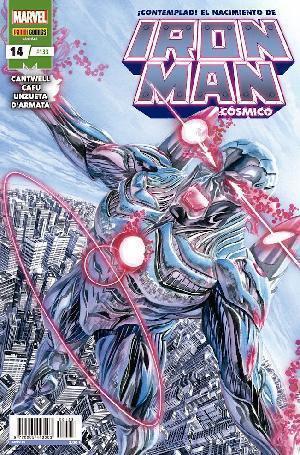 ¡CONTEMPLAD! EL NACIMIENTO DE
MARVEL
PANINI COMICS
14
CANTWELL
CAFU
UNZUETA
D'ARMATA
IRON
MAN
CÓSMICO